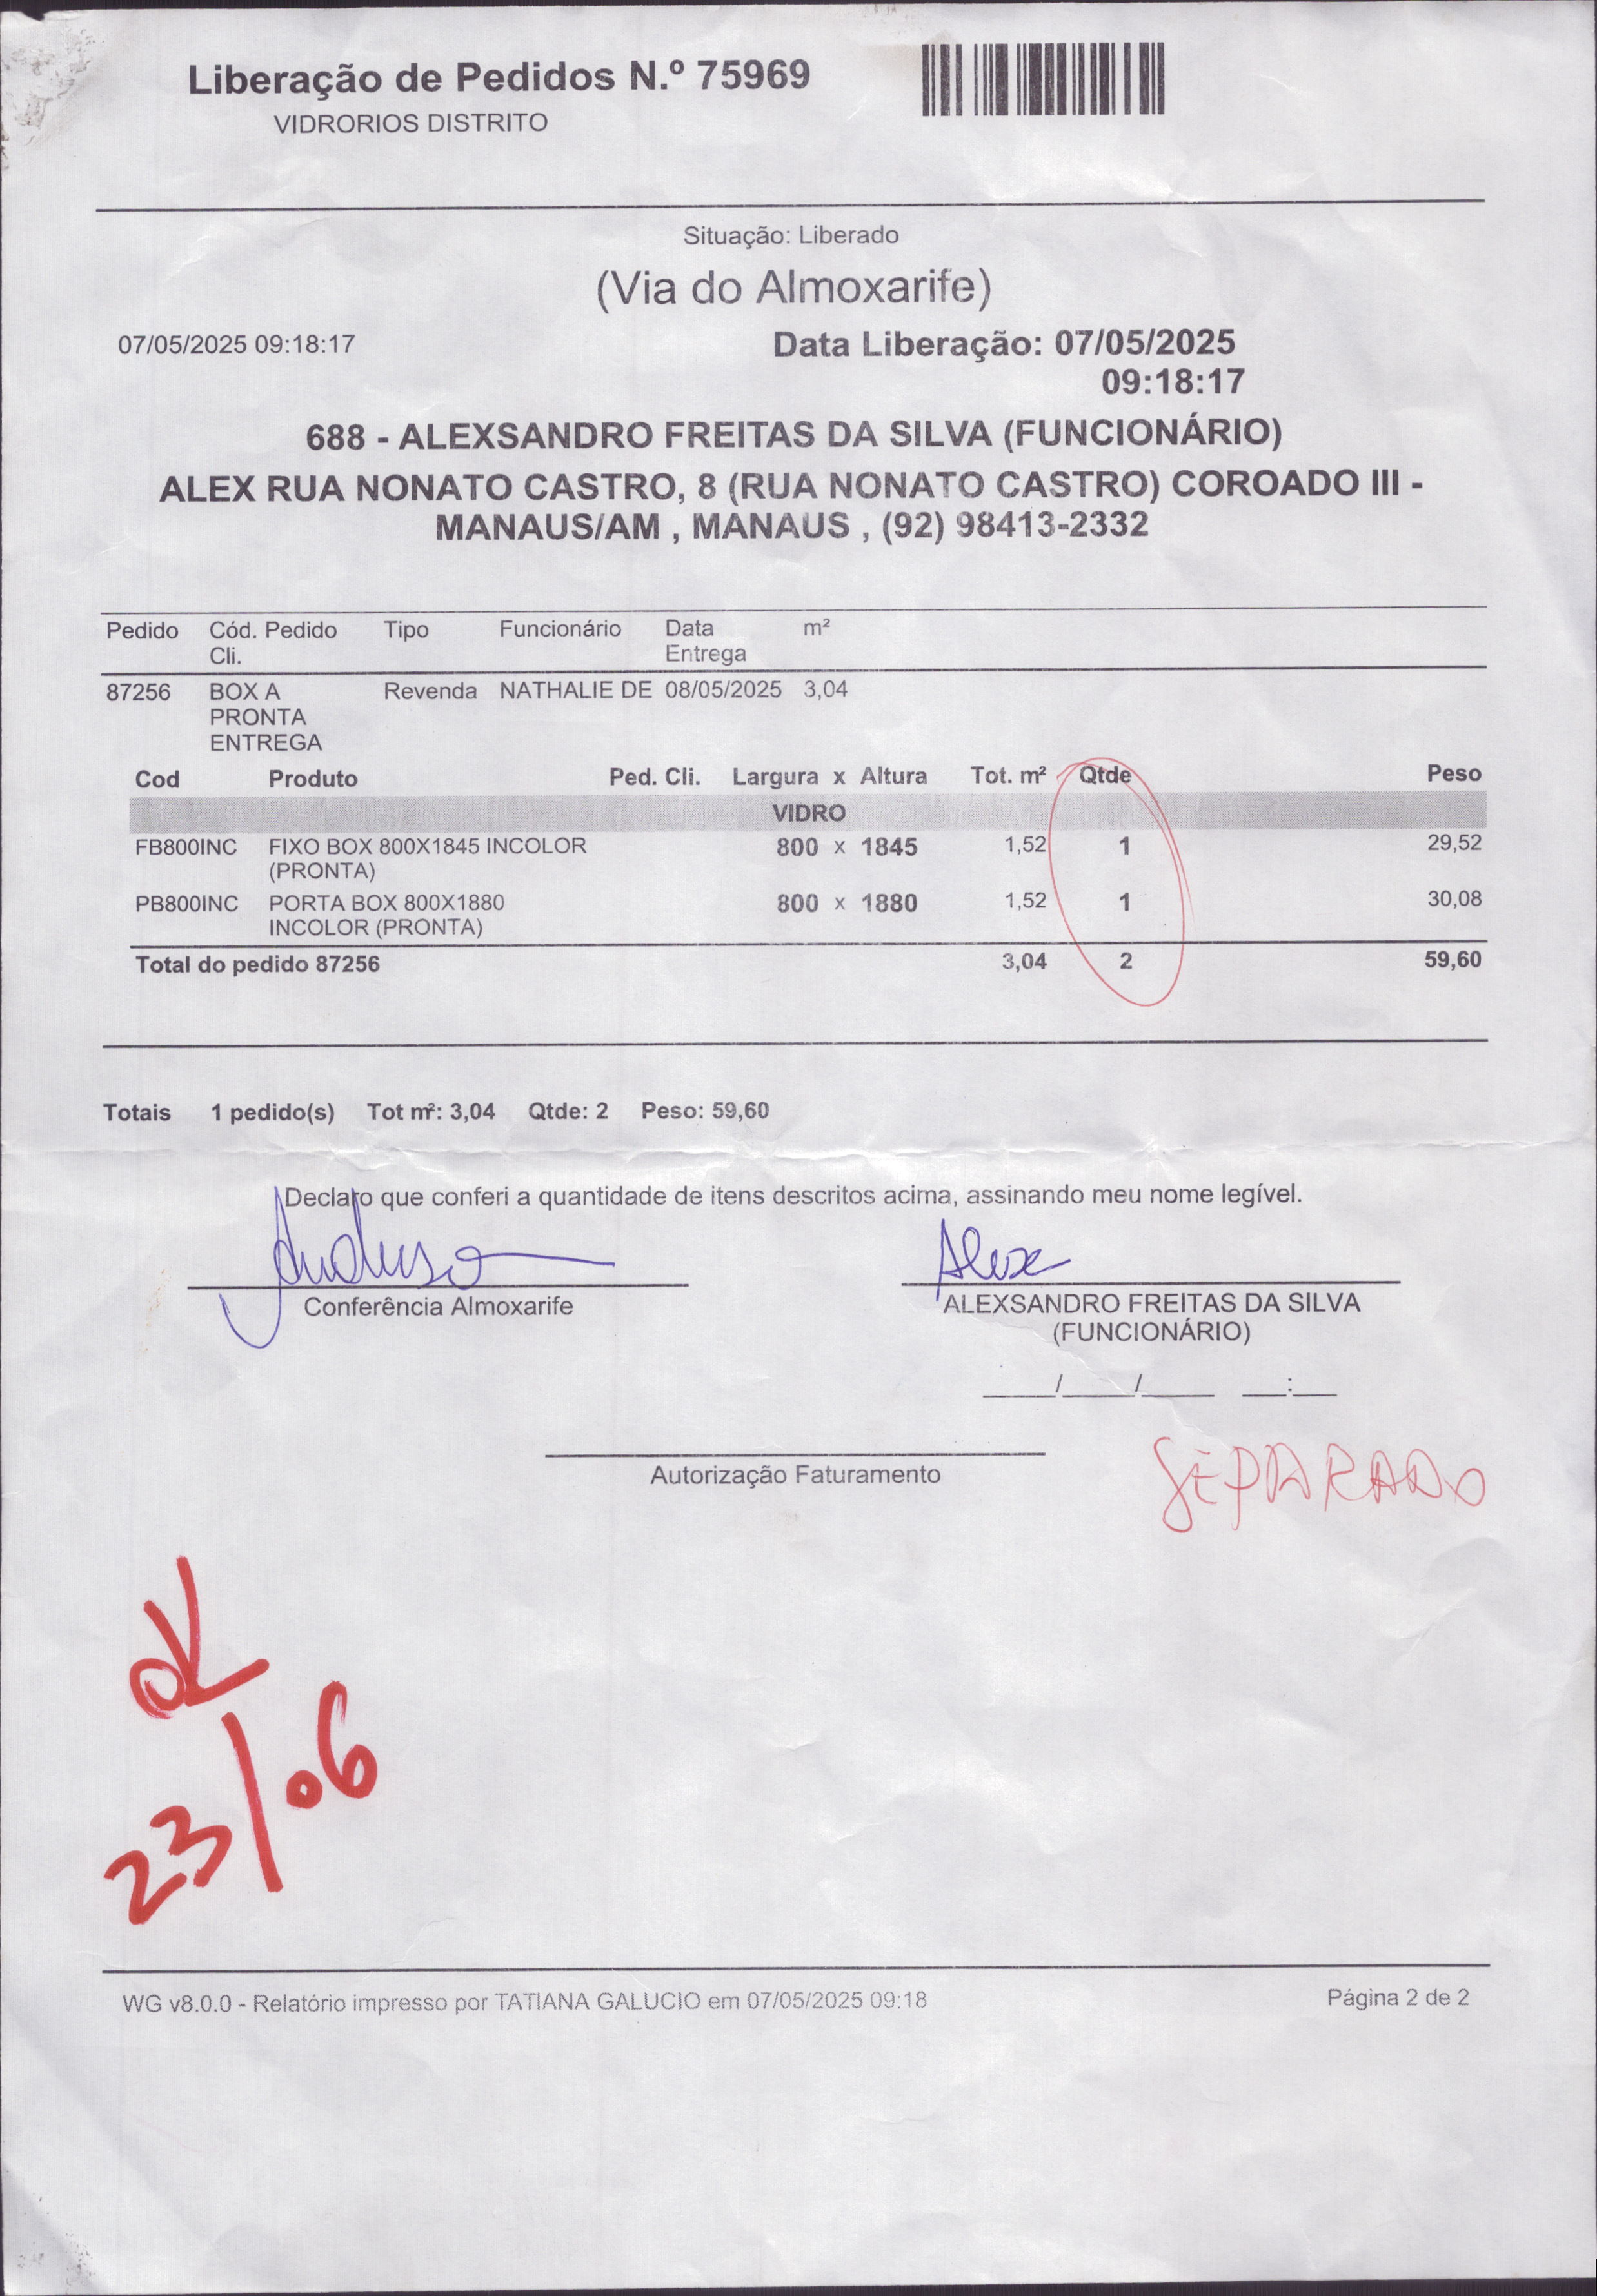 Liberação de Pedidos N.º 75969
VIDRORIOS DISTRITO
Situação: Liberado
(Via do Almoxarife)
07/05/2025 09:18:17
Data Liberação: 07/05/2025
09:18:17
688 - ALEXSANDRO FREITAS DA SILVA (FUNCIONÁRIO)
ALEX RUA NONATO CASTRO, 8 (RUA NONATO CASTRO) COROADO III -
MANAUS/AM , MANAUS , (92) 98413-2332
Pedido Cód. Pedido Tipo Funcionário Data m²
Cli. Entrega
87256 BOX A Revenda NATHALIE DE 08/05/2025 3,04
PRONTA
ENTREGA
Cod Produto Ped. Cli. Largura x Altura Tot. m² Qtde Peso
VIDRO
FB800INC FIXO BOX 800X1845 INCOLOR 800 x 1845 1,52 1 29,52
(PRONTA)
PB800INC PORTA BOX 800X1880 800 x 1880 1,52 1 30,08
INCOLOR (PRONTA)
Total do pedido 87256 3,04 2 59,60
Totais 1 pedido(s) Tot m²: 3,04 Qtde: 2 Peso: 59,60
Declaro que conferi a quantidade de itens descritos acima, assinando meu nome legível.
Alex
Conferência Almoxarife
ALEXSANDRO FREITAS DA SILVA
(FUNCIONÁRIO)
____/____/____ __:__
Autorização Faturamento
SEPARADO
OK
23/06
WG v8.0.0 - Relatório impresso por TATIANA GALUCIO em 07/05/2025 09:18
Página 2 de 2